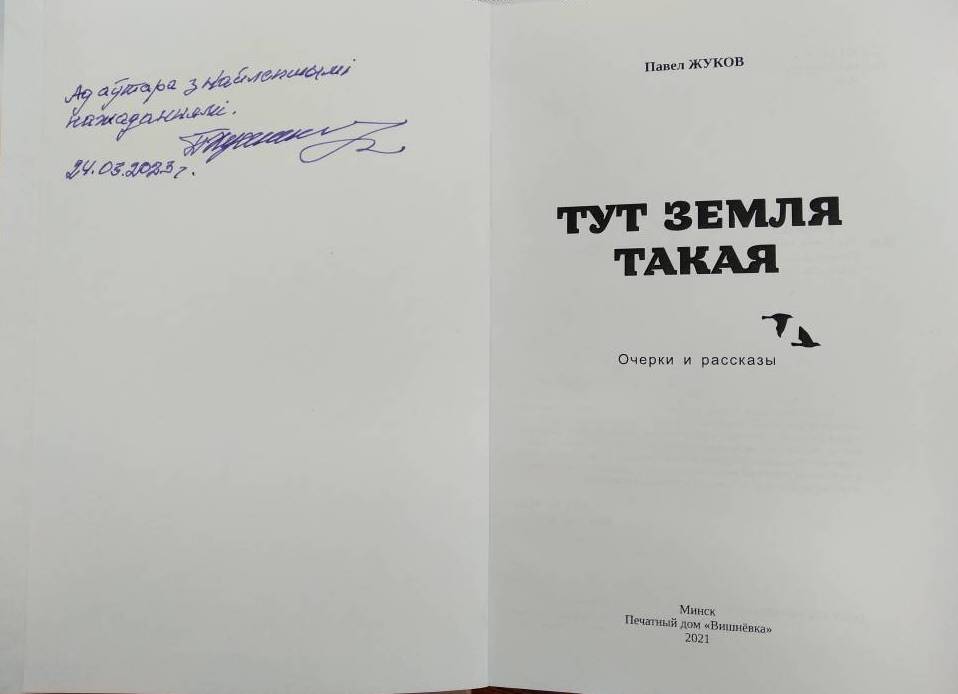 Ад аўтара з найлепшымі
пажаданнямі.
24.03.2023 г.
Павел ЖУКОВ
ТУТ ЗЕМЛЯ
ТАКАЯ
Очерки и рассказы
Минск
Печатный дом «Вишнёвка»
2021